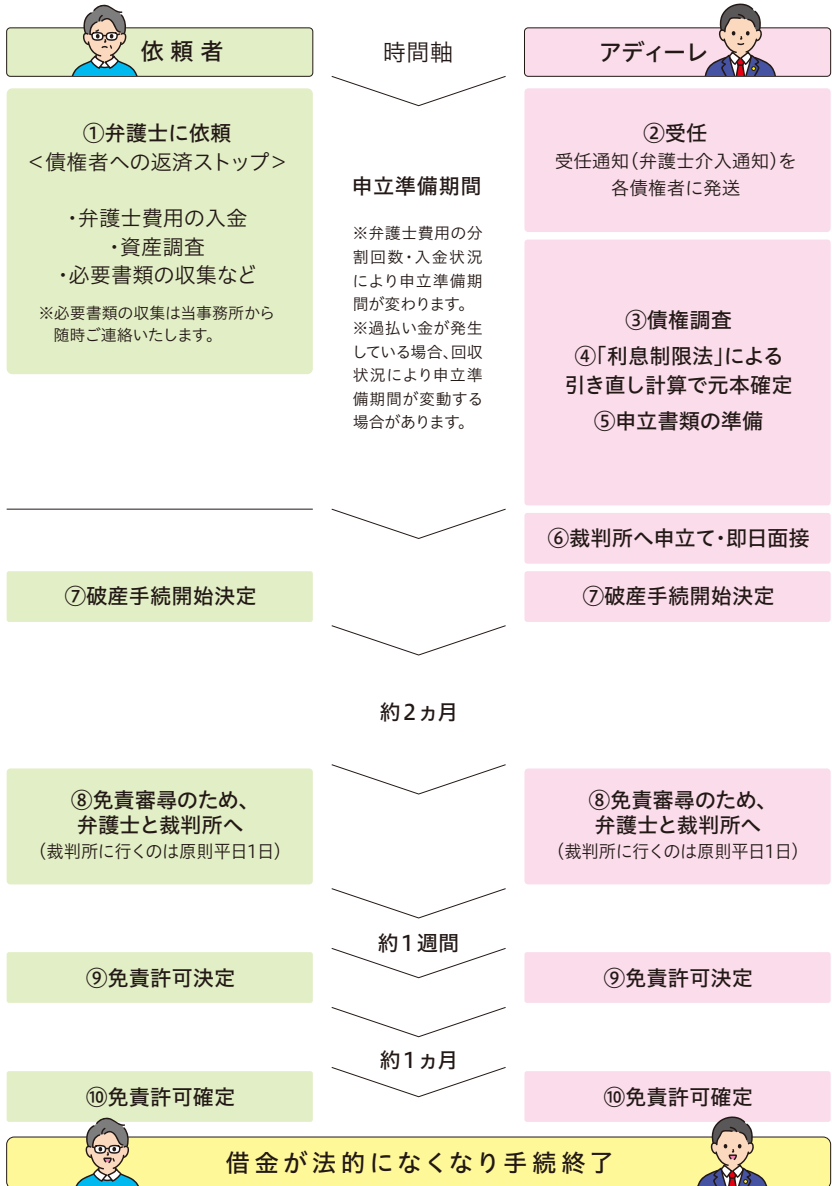 依頼者
時間軸
アディーレ
①弁護士に依頼
<債権者への返済ストップ>
・弁護士費用の入金
・資産調査
・必要書類の収集など
※必要書類の収集は当事務所から
随時ご連絡いたします。
申立準備期間
※弁護士費用の分
割回数・入金状況
により申立準備期
間が変わります。
※過払い金が発生
している場合、回収
状況により申立準
備期間が変動する
場合があります。
②受任
受任通知(弁護士介入通知)を
各債権者に発送
③債権調査
④「利息制限法」による
引き直し計算で元本確定
⑤申立書類の準備
⑥裁判所へ申立て・即日面接
⑦破産手続開始決定
⑦破産手続開始決定
約2ヵ月
⑧免責審尋のため、
弁護士と裁判所へ
(裁判所に行くのは原則平日1日)
⑧免責審尋のため、
弁護士と裁判所へ
(裁判所に行くのは原則平日1日)
約1週間
⑨免責許可決定
⑨免責許可決定
約1ヵ月
⑩免責許可確定
⑩免責許可確定
借金が法的になくなり手続終了